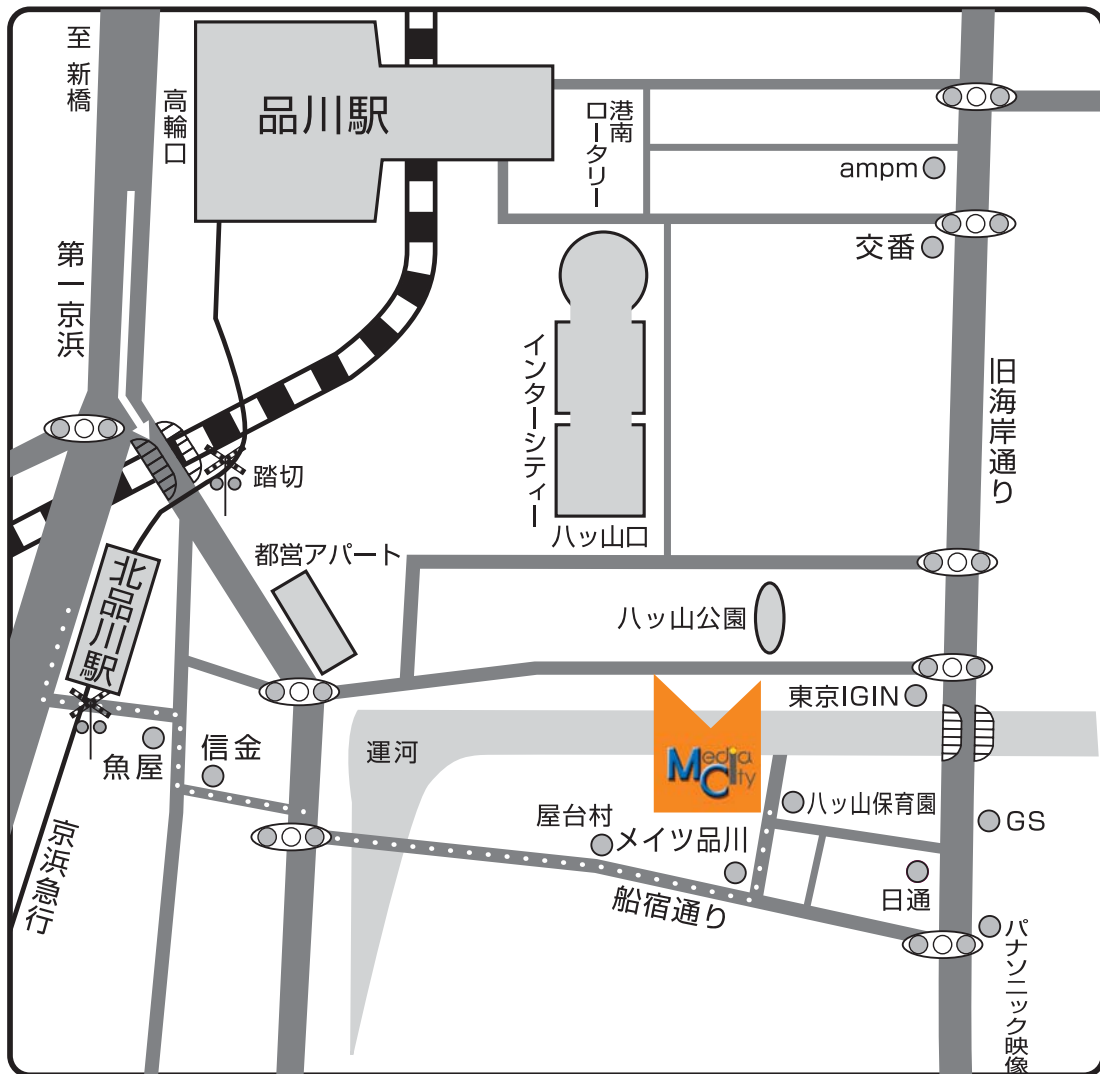 至 新橋
高輪口
品川駅
港南
ロータリー
ampm
交番
第一京浜
インターシティー
旧海岸通り
踏切
八ッ山口
都営アパート
北品川駅
八ッ山公園
東京IGIN
運河
Media
City
魚屋
信金
屋台村
メイツ品川
八ッ山保育園
GS
京浜急行
船宿通り
日通
パナソニック映像